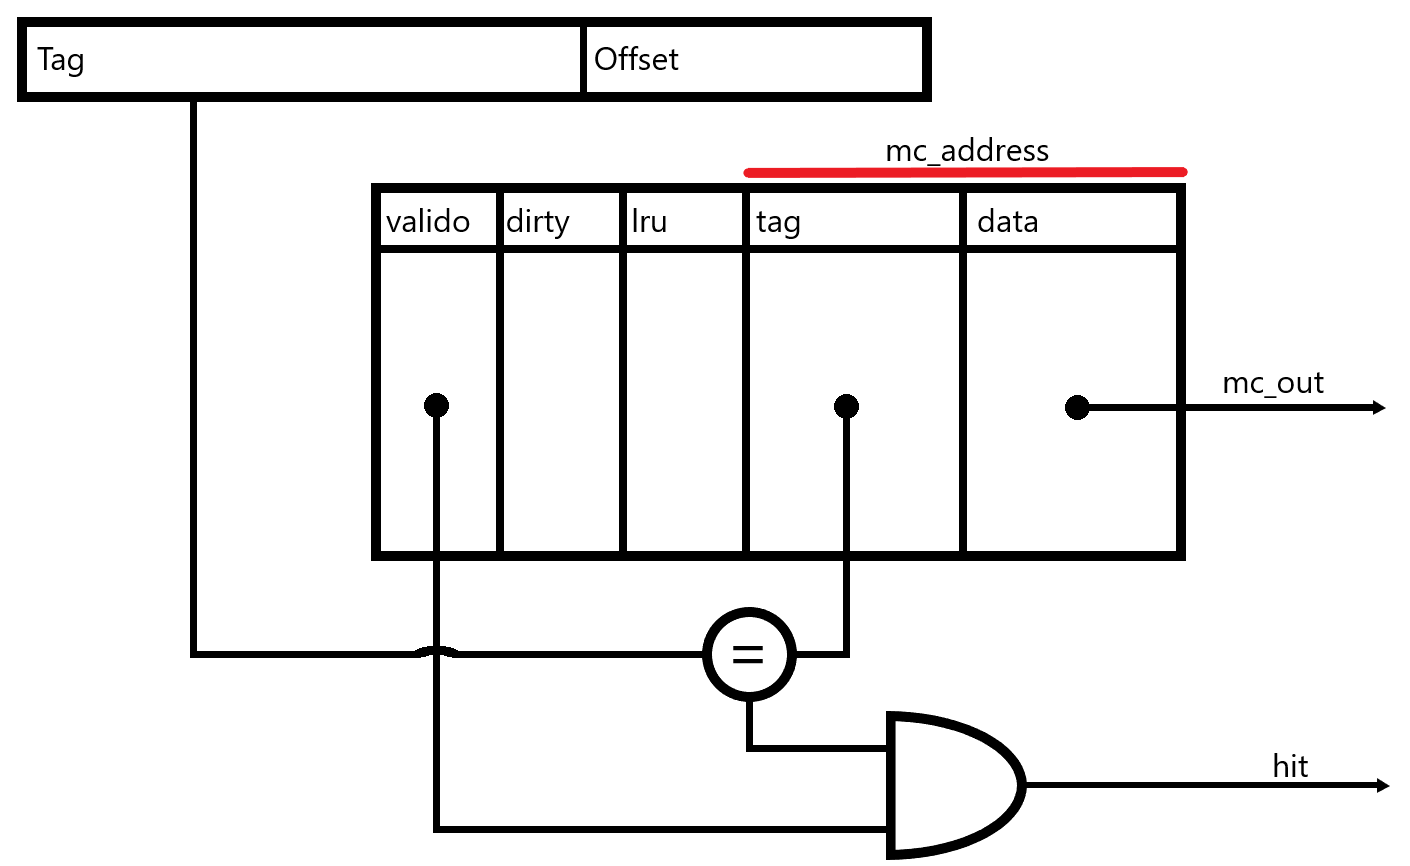 Tag Offset
mc_address
valido dirty lru tag data
mc_out
=
hit